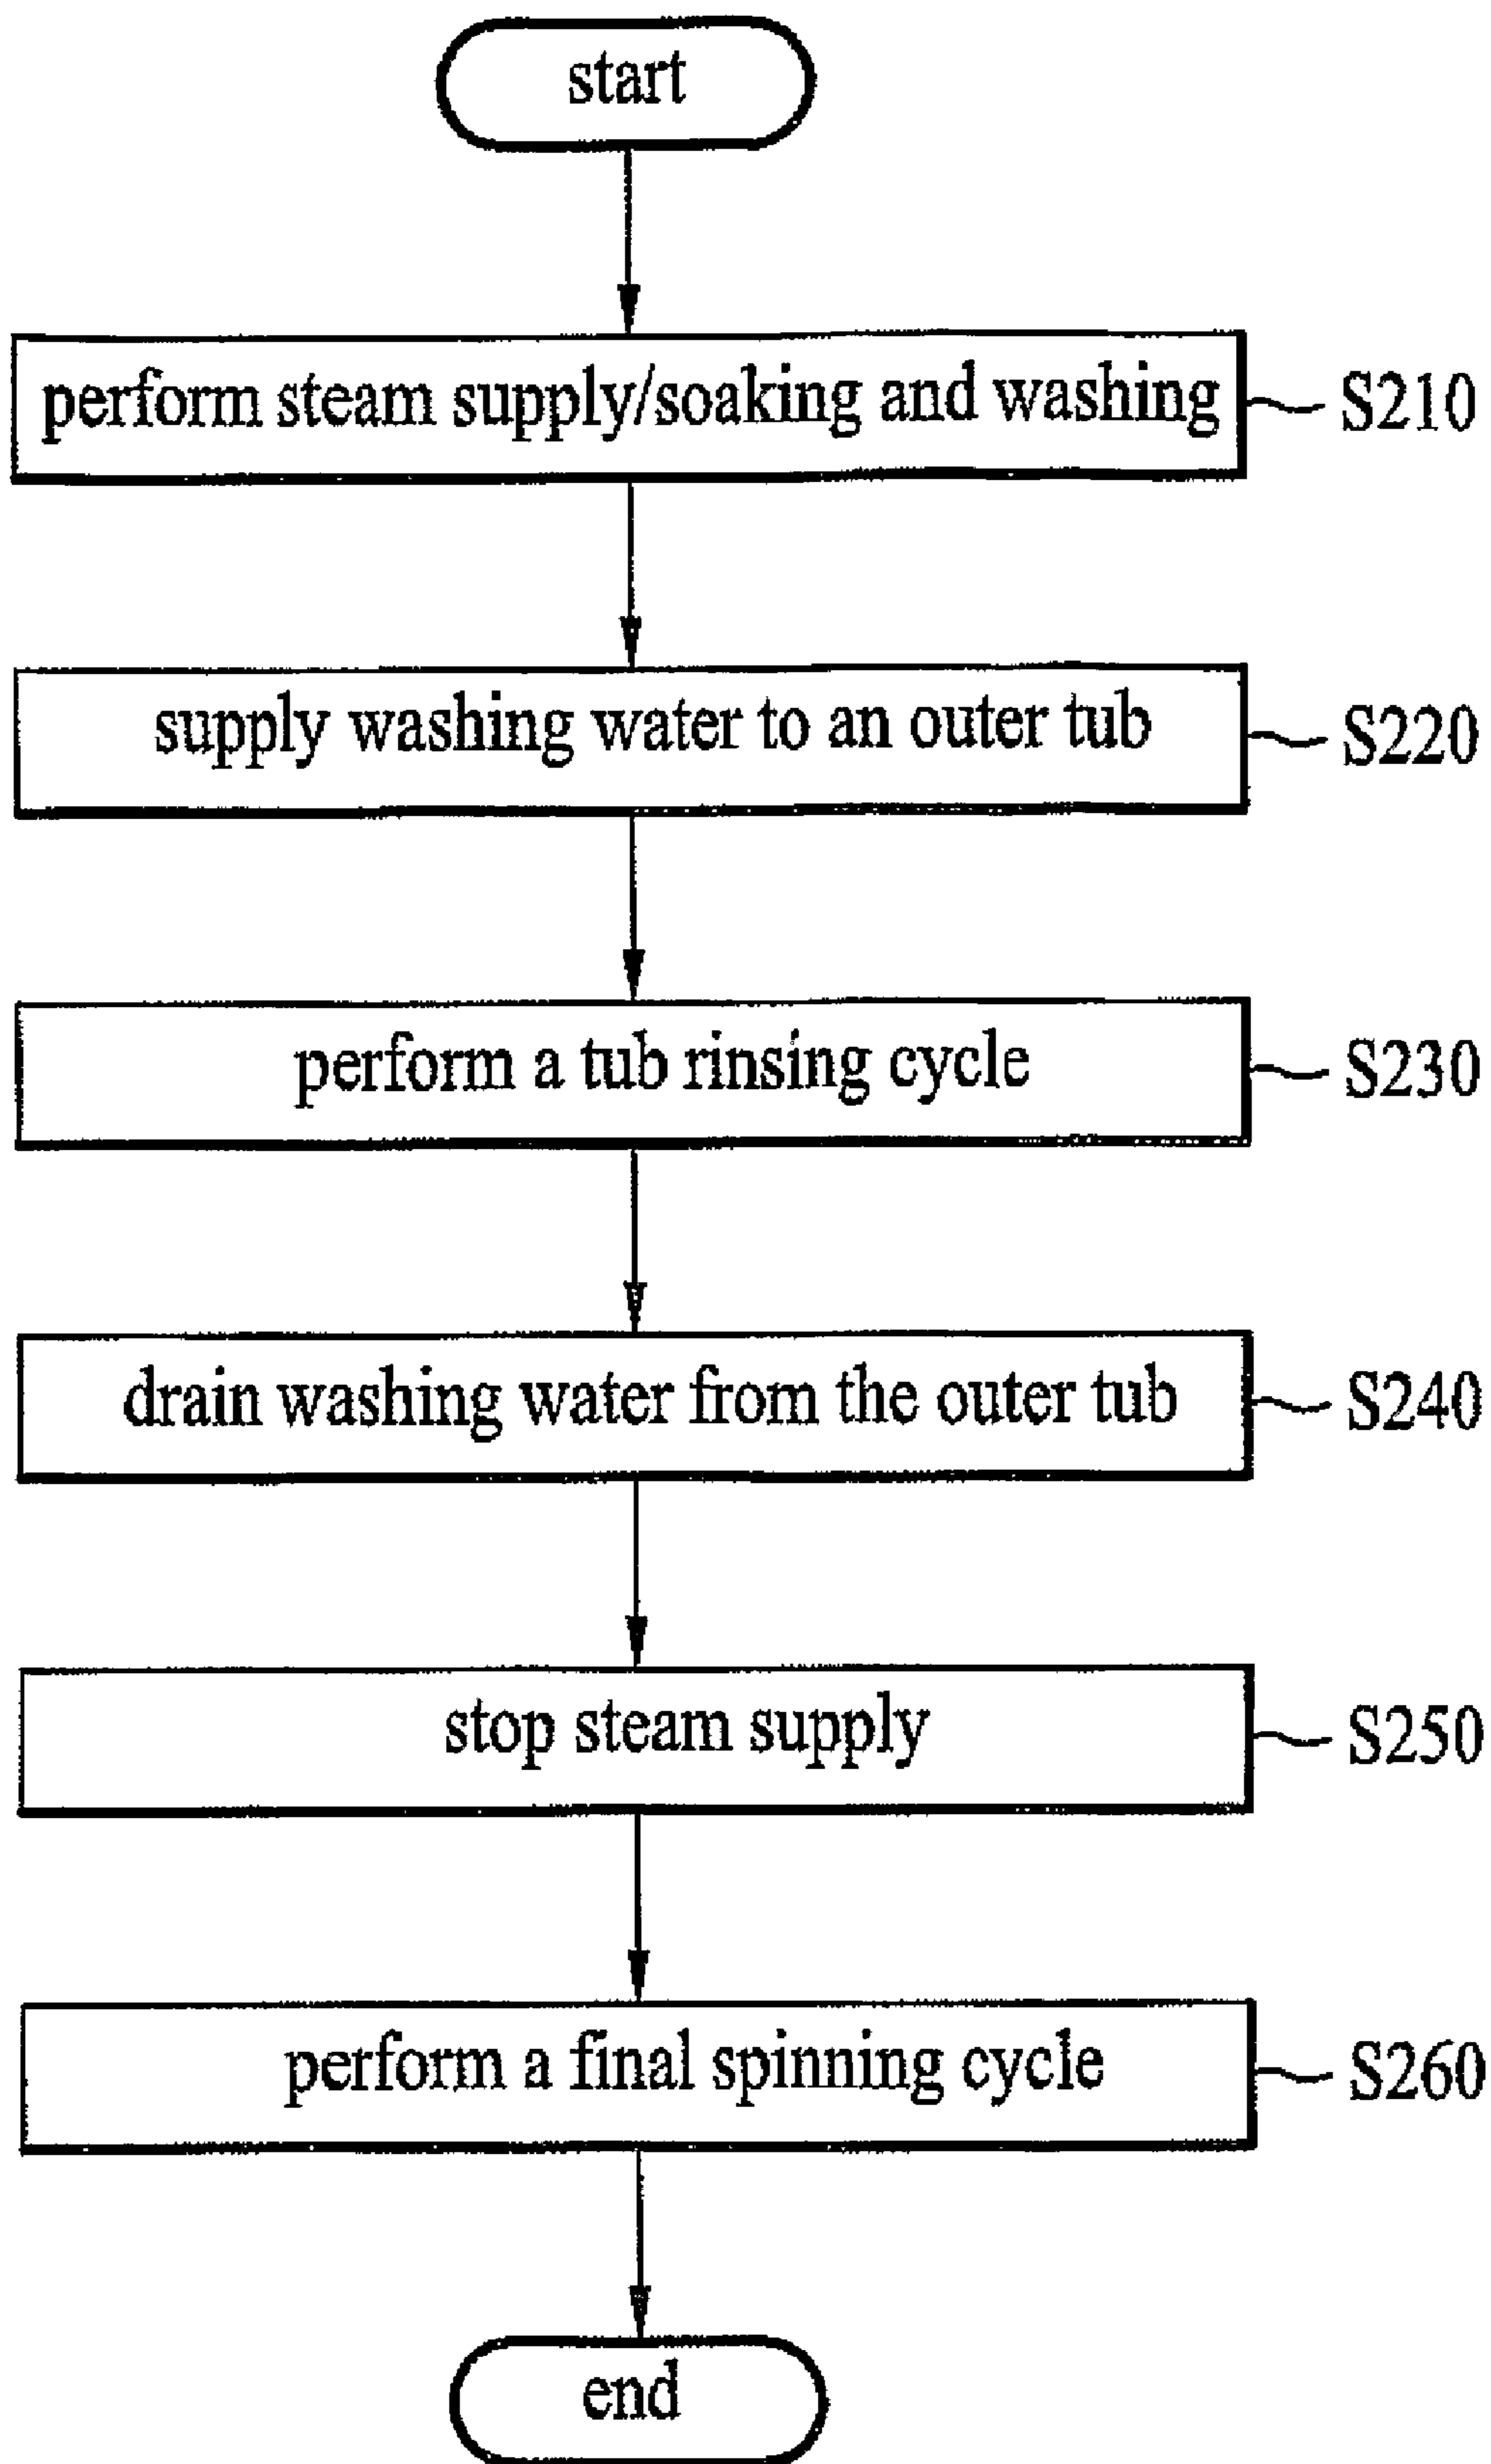 start
perform steam supply/soaking and washing
S210
supply washing water to an outer tub
S220
perform a tub rinsing cycle
S230
drain washing water from the outer tub
S240
stop steam supply
S250
perform a final spinning cycle
S260
end